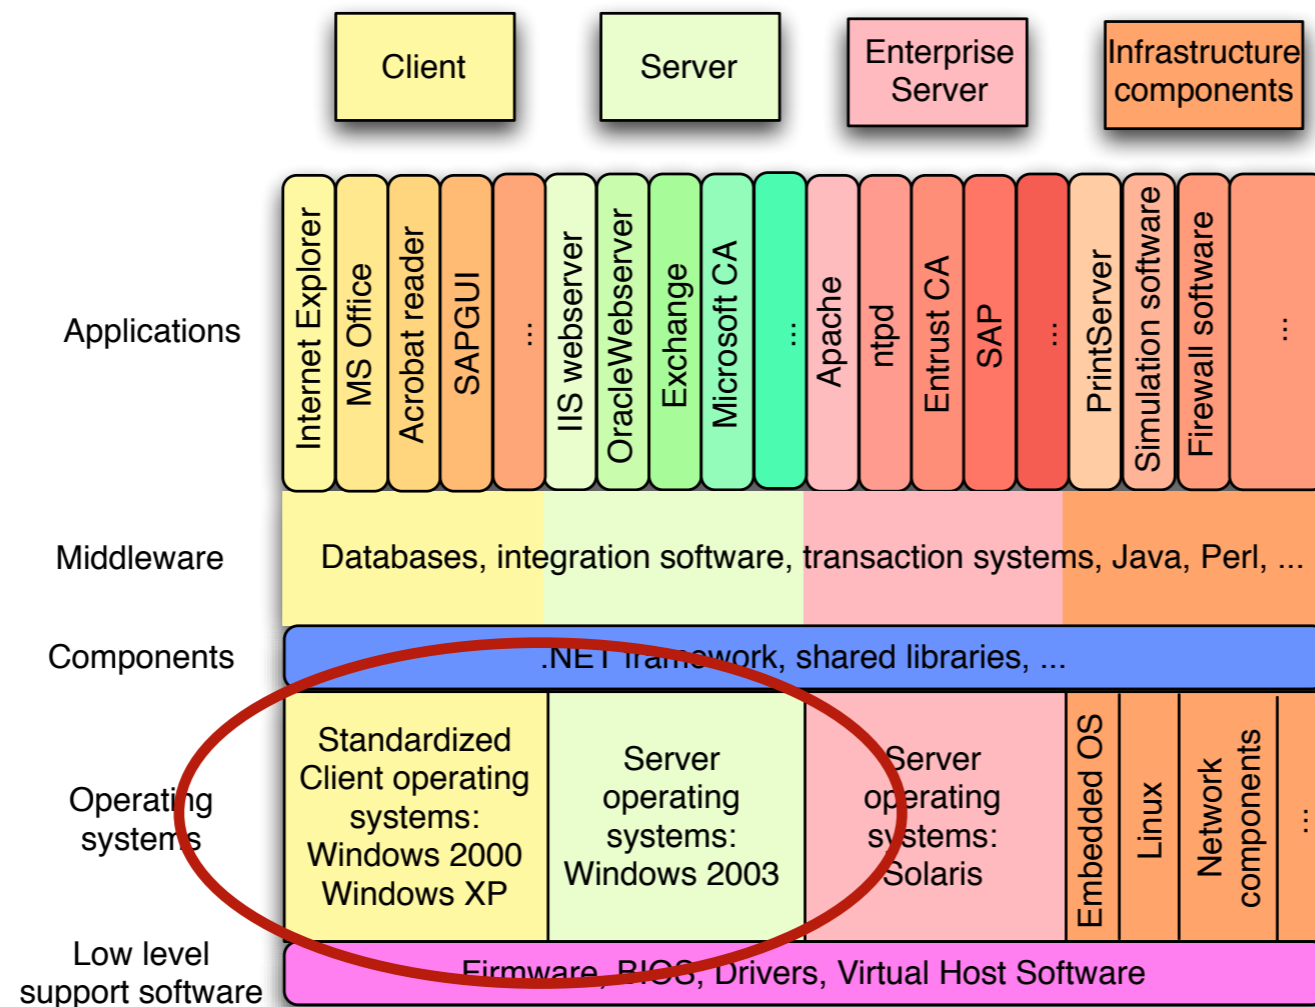 Client
Server
Enterprise
Server
Infrastructure
components
Applications
Internet Explorer
MS Office
Acrobat reader
SAPGUI
...
IIS webserver
OracleWebserver
Exchange
Microsoft CA
...
Apache
ntpd
Entrust CA
SAP
...
PrintServer
Simulation software
Firewall software
...
Middleware
Databases, integration software, transaction systems, Java, Perl, ...
Components
.NET framework, shared libraries, ...
Operating
systems
Standardized
Client operating
systems:
Windows 2000
Windows XP
Server
operating
systems:
Windows 2003
Server
operating
systems:
Solaris
Embedded OS
Linux
Network
components
...
Low level
support software
Firmware, BIOS, Drivers, Virtual Host Software